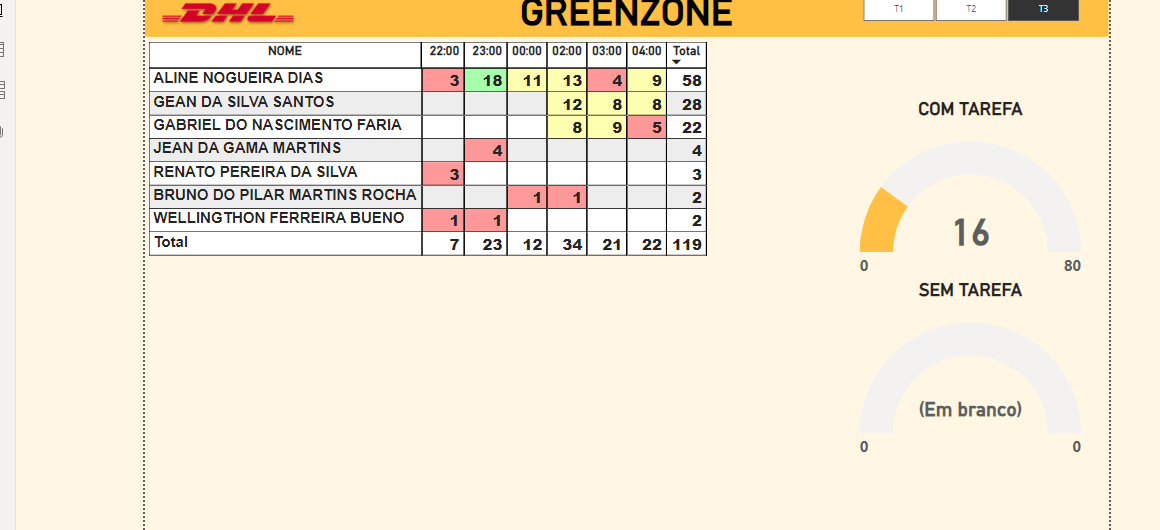 DHL GREENZONE T1 T2 T3
NOME 22:00 23:00 00:00 02:00 03:00 04:00 Total
ALINE NOGUEIRA DIAS 3 18 11 13 4 9 58
GEAN DA SILVA SANTOS 12 8 8 28
GABRIEL DO NASCIMENTO FARIA 8 9 5 22
JEAN DA GAMA MARTINS 4 4
RENATO PEREIRA DA SILVA 3 3
BRUNO DO PILAR MARTINS ROCHA 1 1 2
WELLINGTHON FERREIRA BUENO 1 1 2
Total 7 23 12 34 21 22 119
COM TAREFA
16
0 80
SEM TAREFA
(Em branco)
0 0